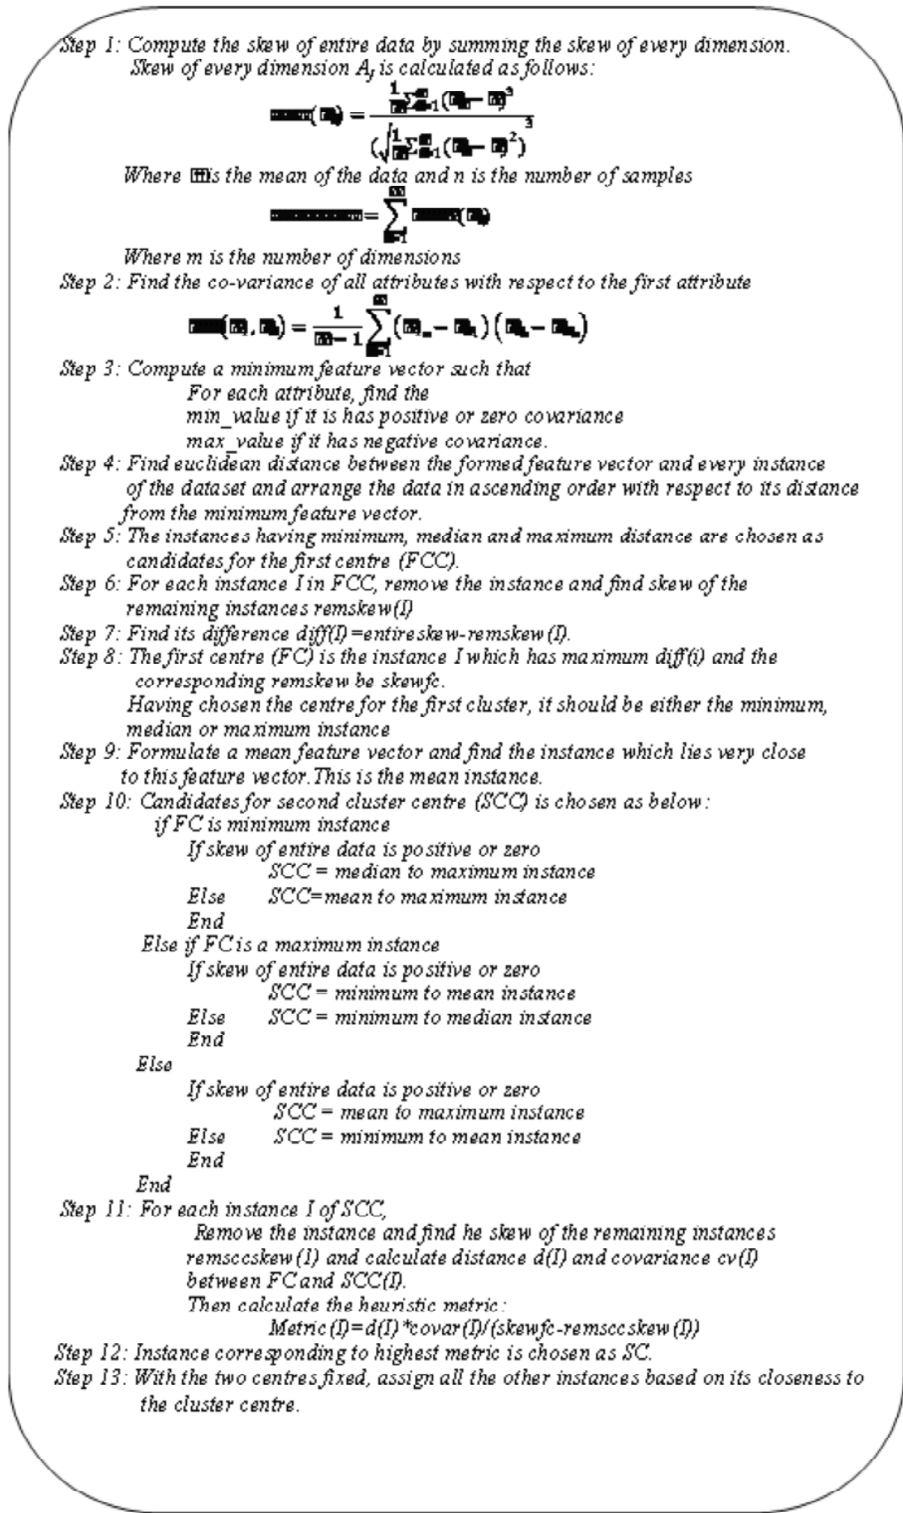 Step 1: Compute the skew of entire data by summing the skew of every dimension.
Skew of every dimension Aj is calculated as follows:
Where is the mean of the data and n is the number of samples
Where m is the number of dimensions
Step 2: Find the co-variance of all attributes with respect to the first attribute
Step 3: Compute a minimum feature vector such that
For each attribute, find the
min_value if it is has positive or zero covariance
max_value if it has negative covariance.
Step 4: Find euclidean distance between the formed feature vector and every instance
of the dataset and arrange the data in ascending order with respect to its distance
from the minimum feature vector.
Step 5: The instances having minimum, median and maximum distance are chosen as
candidates for the first centre (FCC).
Step 6: For each instance I in FCC, remove the instance and find skew of the
remaining instances remskew(I)
Step 7: Find its difference diff(I)=entireskew-remskew(I).
Step 8: The first centre (FC) is the instance I which has maximum diff(i) and the
corresponding remskew be skewfc.
Having chosen the centre for the first cluster, it should be either the minimum,
median or maximum instance
Step 9: Formulate a mean feature vector and find the instance which lies very close
to this feature vector. This is the mean instance.
Step 10: Candidates for second cluster centre (SCC) is chosen as below:
if FC is minimum instance
If skew of entire data is positive or zero
SCC = median to maximum instance
Else SCC=mean to maximum instance
End
Else if FC is a maximum instance
If skew of entire data is positive or zero
SCC = minimum to mean instance
Else SCC = minimum to median instance
End
Else
If skew of entire data is positive or zero
SCC = mean to maximum instance
Else SCC = minimum to mean instance
End
End
Step 11: For each instance I of SCC,
Remove the instance and find he skew of the remaining instances
remsccskew(I) and calculate distance d(I) and covariance cv(I)
between FC and SCC(I).
Then calculate the heuristic metric:
Metric(I)=d(I)*covar(I)/(skewfc-remsccskew(I))
Step 12: Instance corresponding to highest metric is chosen as SC.
Step 13: With the two centres fixed, assign all the other instances based on its closeness to
the cluster centre.